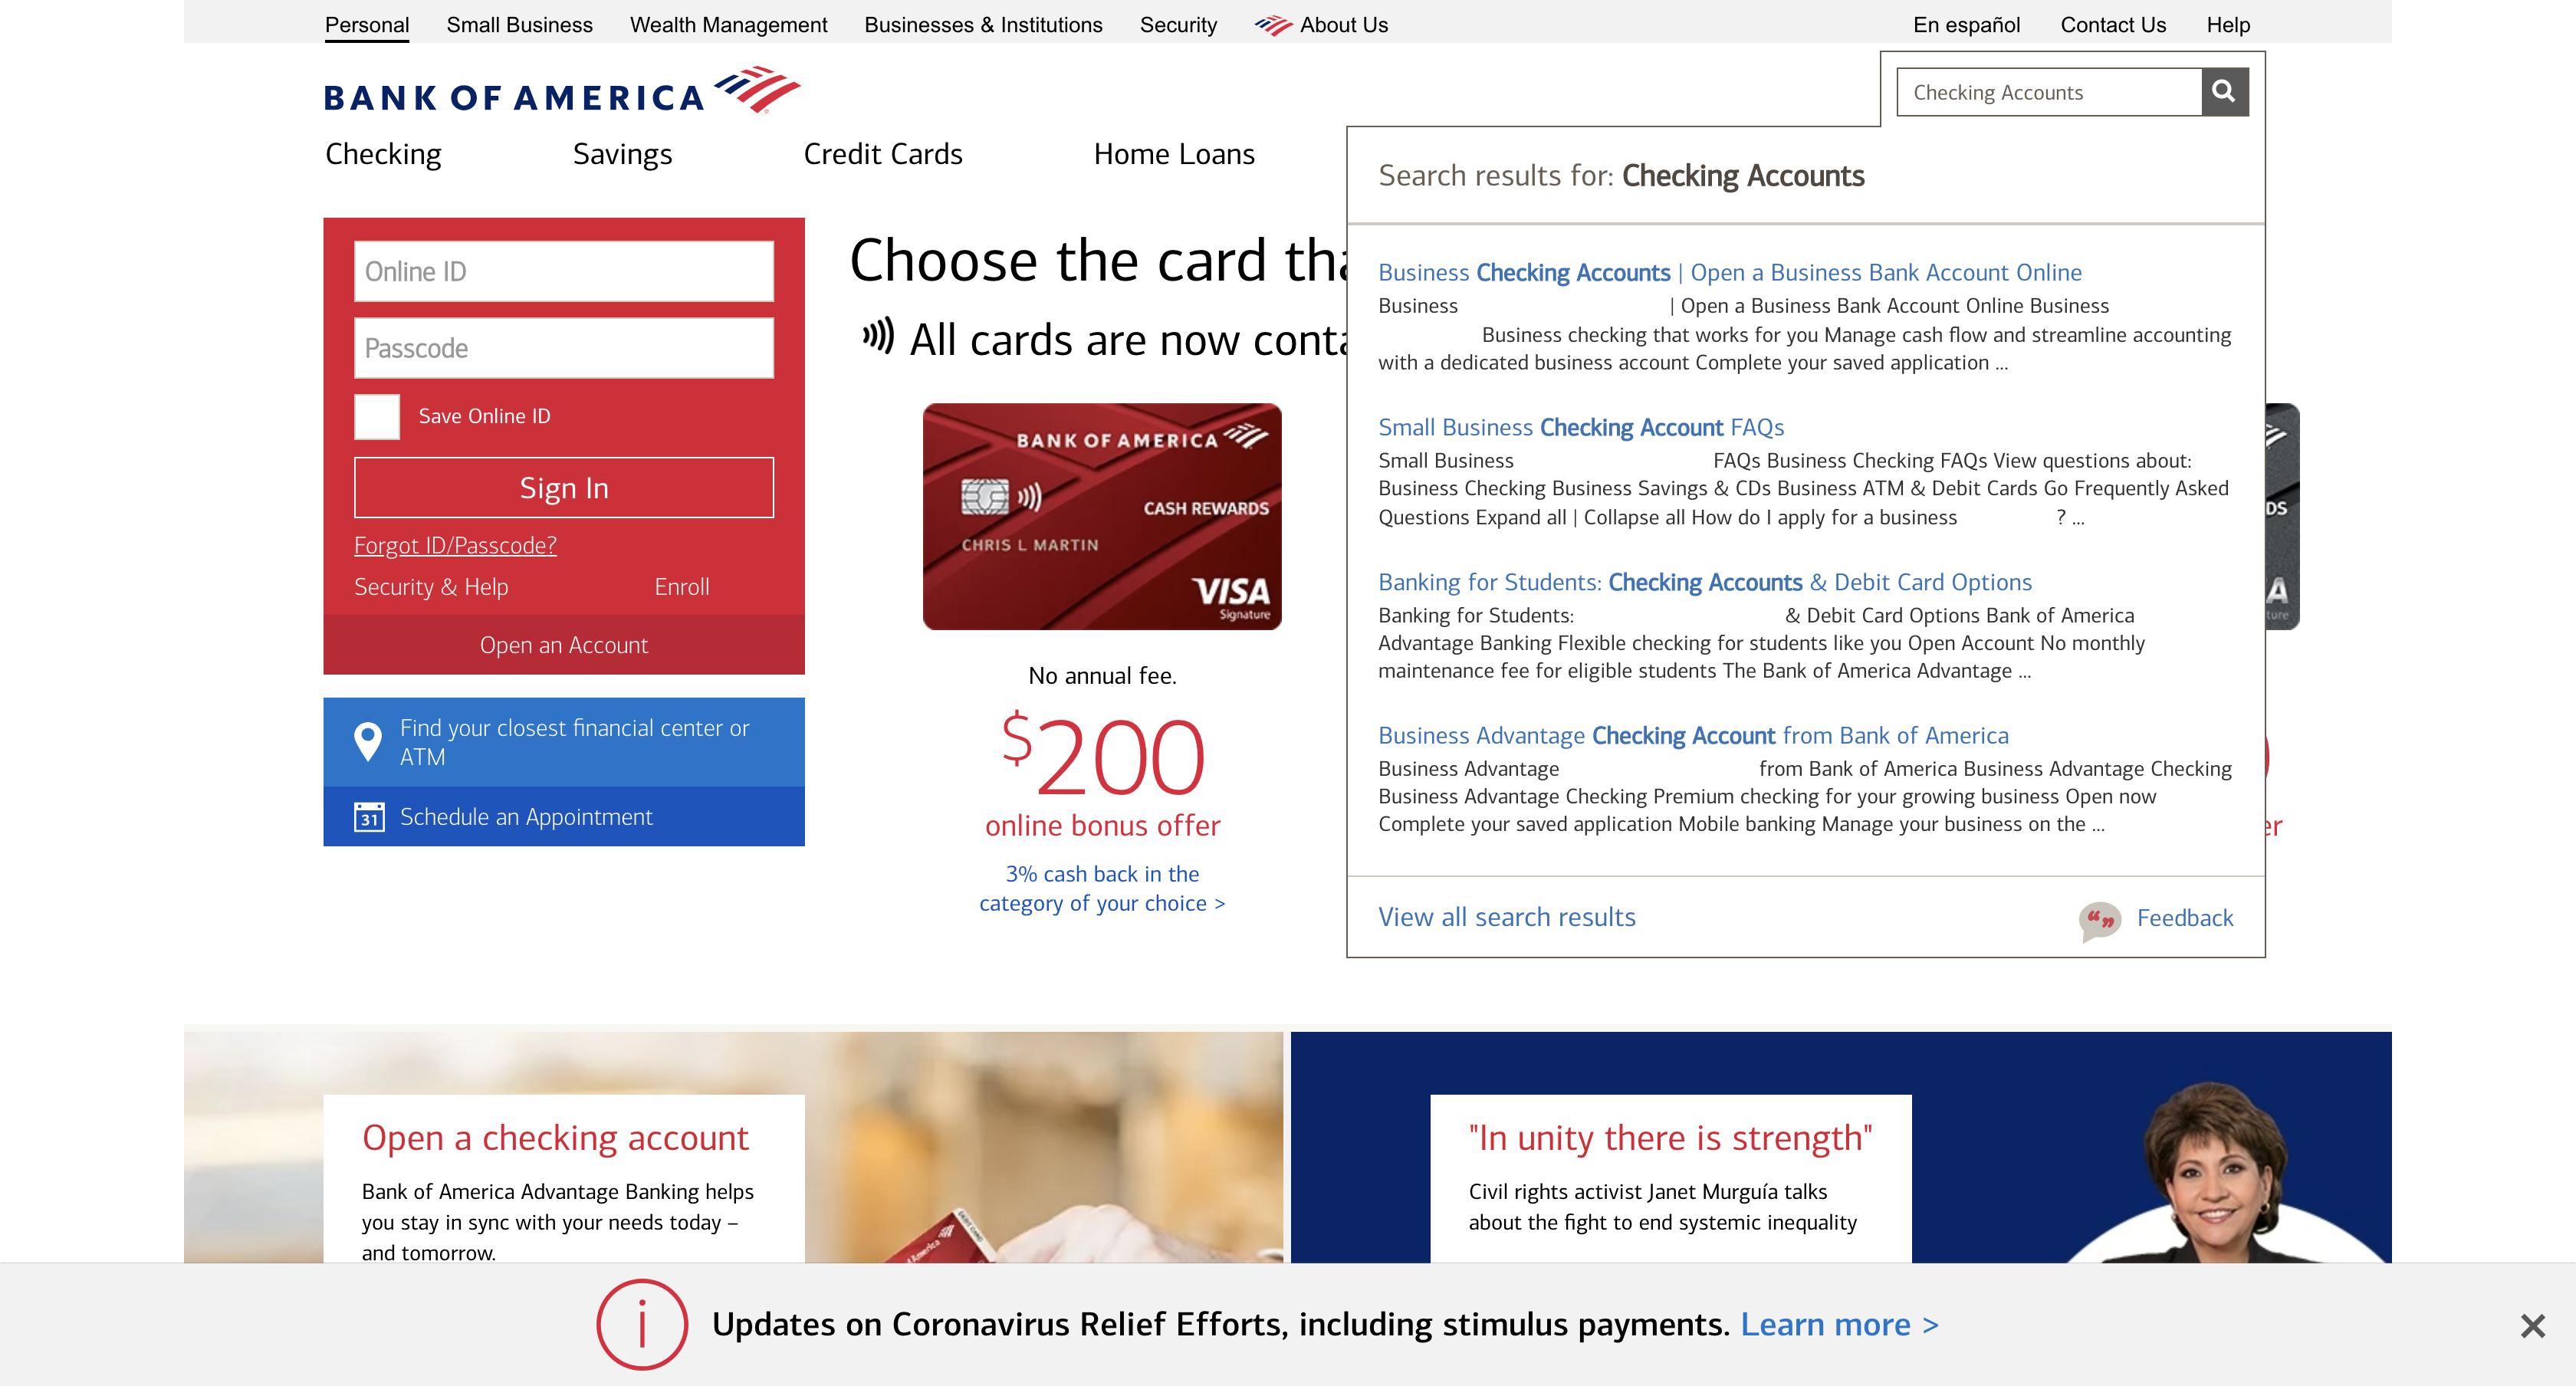 Personal Small Business Wealth Management Businesses & Institutions Security About Us En español Contact Us Help
BANK OF AMERICA
Checking Accounts
Checking Savings Credit Cards Home Loans
Search results for: Checking Accounts
Online ID
Passcode
Save Online ID
Sign In
Forgot ID/Passcode?
Security & Help Enroll
Open an Account
Find your closest financial center or
ATM
31
Schedule an Appointment
Choose the card tha
All cards are now conta
BANK OF AMERICA
CASH REWARDS
CHRIS L MARTIN
VISA
Signature
No annual fee.
$200
online bonus offer
3% cash back in the
category of your choice >
Business Checking Accounts | Open a Business Bank Account Online
Business | Open a Business Bank Account Online Business
Business checking that works for you Manage cash flow and streamline accounting
with a dedicated business account Complete your saved application ...
Small Business Checking Account FAQs
Small Business FAQs Business Checking FAQs View questions about:
Business Checking Business Savings & CDs Business ATM & Debit Cards Go Frequently Asked
Questions Expand all | Collapse all How do I apply for a business ? ...
Banking for Students: Checking Accounts & Debit Card Options
Banking for Students: & Debit Card Options Bank of America
Advantage Banking Flexible checking for students like you Open Account No monthly
maintenance fee for eligible students The Bank of America Advantage ...
Business Advantage Checking Account from Bank of America
Business Advantage from Bank of America Business Advantage Checking
Business Advantage Checking Premium checking for your growing business Open now
Complete your saved application Mobile banking Manage your business on the ...
View all search results
Feedback
DS
A
ture
er
Open a checking account
Bank of America Advantage Banking helps
you stay in sync with your needs today –
and tomorrow.
"In unity there is strength"
Civil rights activist Janet Murguía talks
about the fight to end systemic inequality
i
Updates on Coronavirus Relief Efforts, including stimulus payments. Learn more >